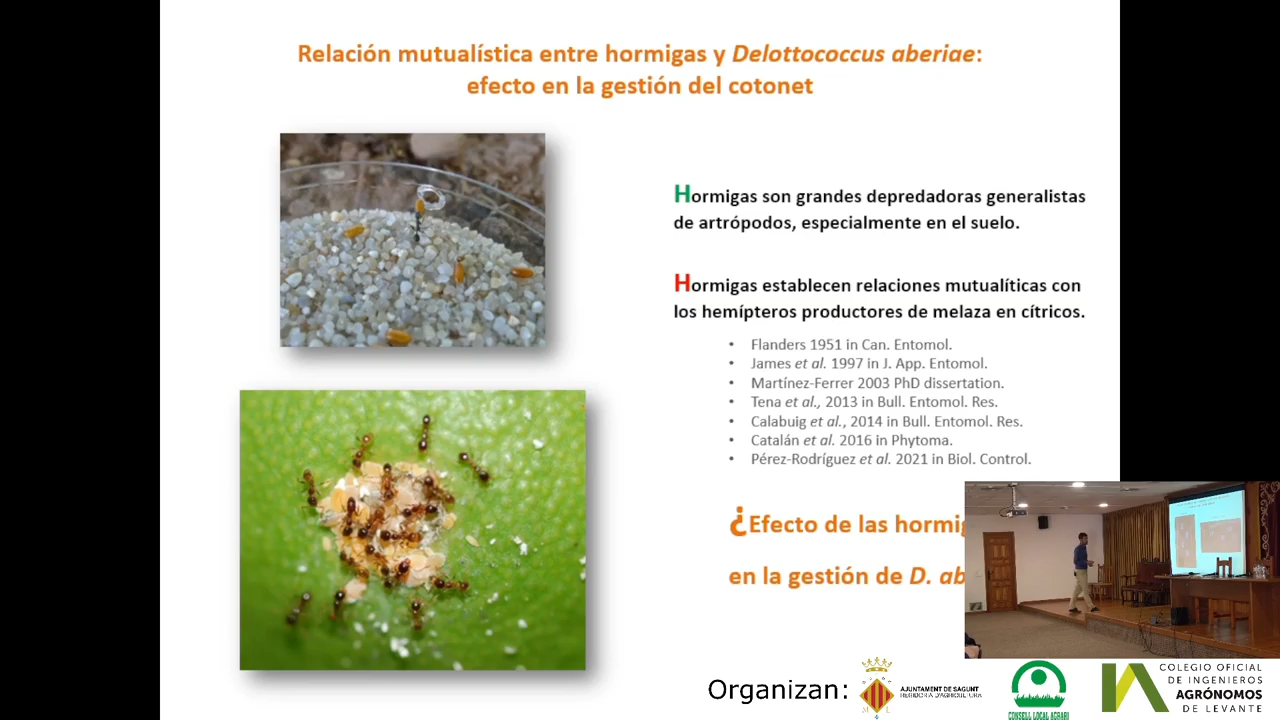 Relación mutualística entre hormigas y Delottococcus aberiae:
efecto en la gestión del cotonet
Hormigas son grandes depredadoras generalistas
de artrópodos, especialmente en el suelo.
Hormigas establecen relaciones mutualíticas con
los hemípteros productores de melaza en cítricos.
• Flanders 1951 in Can. Entomol.
• James et al. 1997 in J. App. Entomol.
• Martínez-Ferrer 2003 PhD dissertation.
• Tena et al., 2013 in Bull. Entomol. Res.
• Calabuig et al., 2014 in Bull. Entomol. Res.
• Catalán et al. 2016 in Phytoma.
• Pérez-Rodríguez et al. 2021 in Biol. Control.
¿Efecto de las hormig
en la gestión de D. ab
Organizan:
AJUNTAMENT DE SAGUNT
REGIDORIA D'AGRICULTURA
CONSELL LOCAL AGRARI
COLEGIO OFICIAL
DE INGENIEROS
AGRÓNOMOS
DE LEVANTE